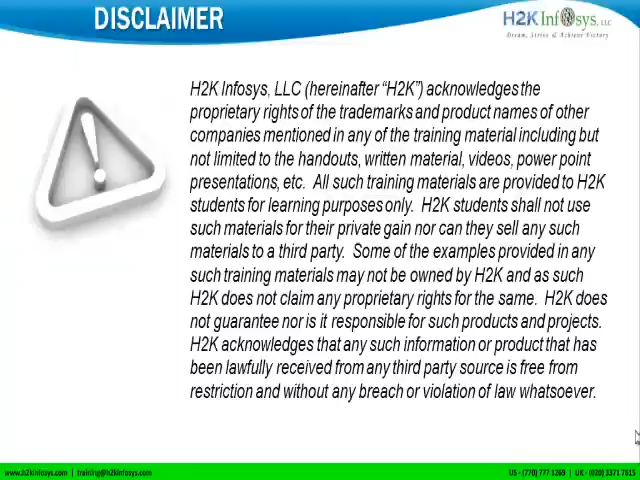 DISCLAIMER
H2K Infosys, LLC
Dream, Strive & Achieve Victory
H2K Infosys, LLC (hereinafter “H2K”) acknowledges the
proprietary rights of the trademarks and product names of other
companies mentioned in any of the training material including but
not limited to the handouts, written material, videos, power point
presentations, etc.  All such training materials are provided to H2K
students for learning purposes only.  H2K students shall not use
such materials for their private gain nor can they sell any such
materials to a third party.  Some of the examples provided in any
such training materials may not be owned by H2K and as such
H2K does not claim any proprietary rights for the same.  H2K does
not guarantee nor is it responsible for such products and projects.
H2K acknowledges that any such information or product that has
been lawfully received from any third party source is free from
restriction and without any breach or violation of law whatsoever.
www.h2kinfosys.com | training@h2kinfosys.com
US - (770) 777 1269 | UK - (020) 3371 7615